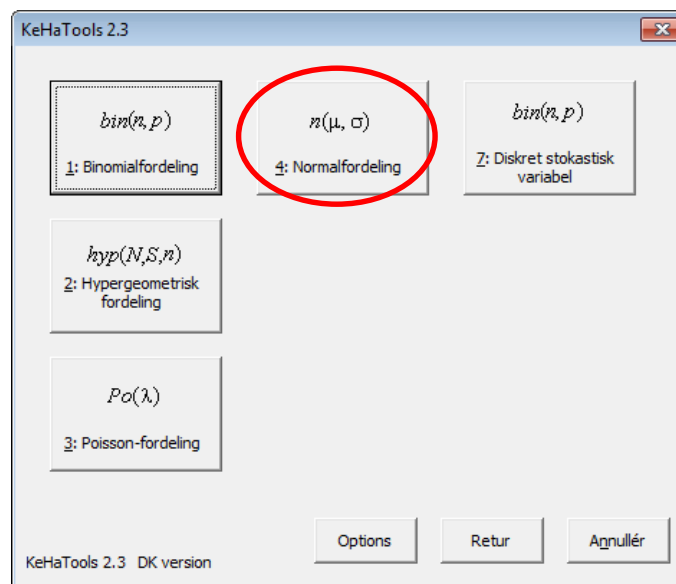 KeHaTools 2.3
bin(n,p)
1: Binomialfordeling
n(μ, σ)
4: Normalfordeling
bin(n,p)
7: Diskret stokastisk
variabel
hyp(N,S,n)
2: Hypergeometrisk
fordeling
Po(λ)
3: Poisson-fordeling
Options
Retur
Annullér
KeHaTools 2.3 DK version